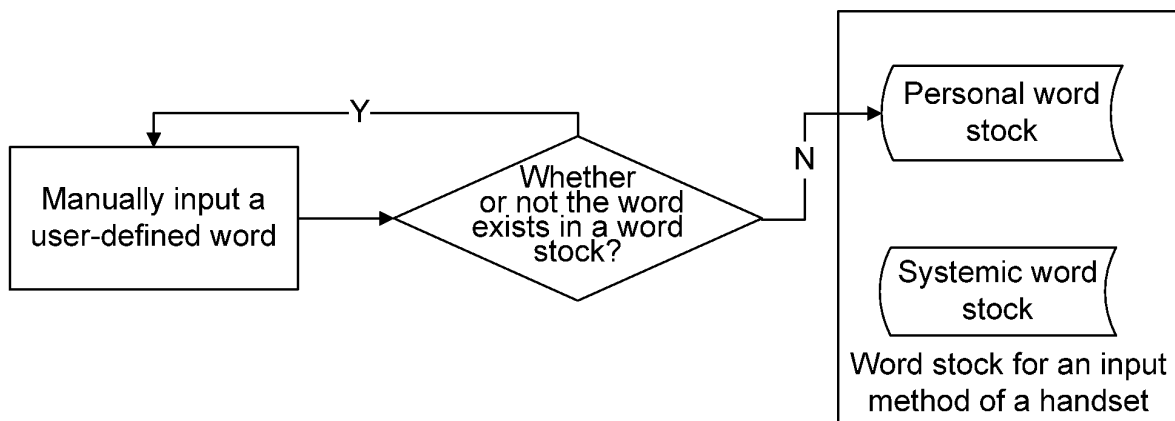 Y
Manually input a
user-defined word
Whether
or not the word
exists in a word
stock?
N
Personal word
stock
Systemic word
stock
Word stock for an input
method of a handset